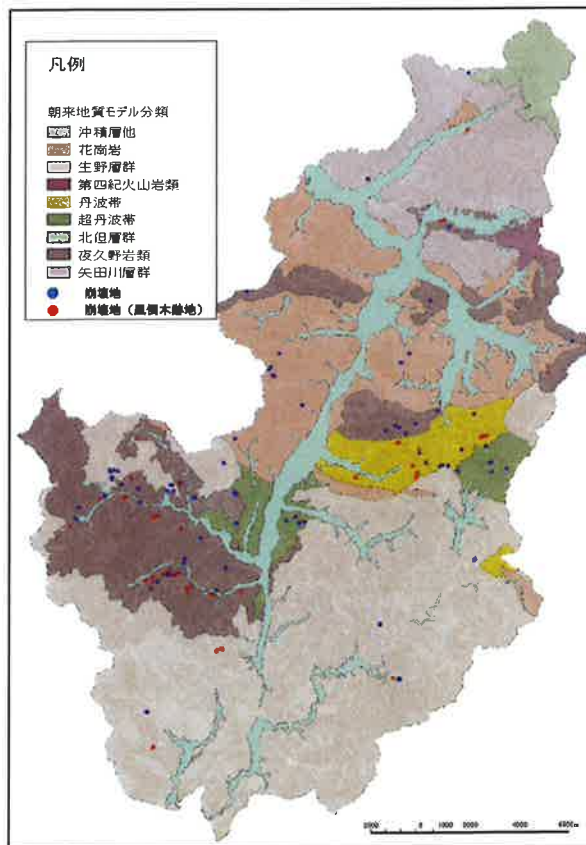 凡例
朝来地質モデル分類
沖積層他
花崗岩
生野層群
第四紀火山岩類
丹波帯
超丹波帯
北但層群
夜久野岩類
矢田川層群
崩壊地
崩壊地（風倒木跡地）